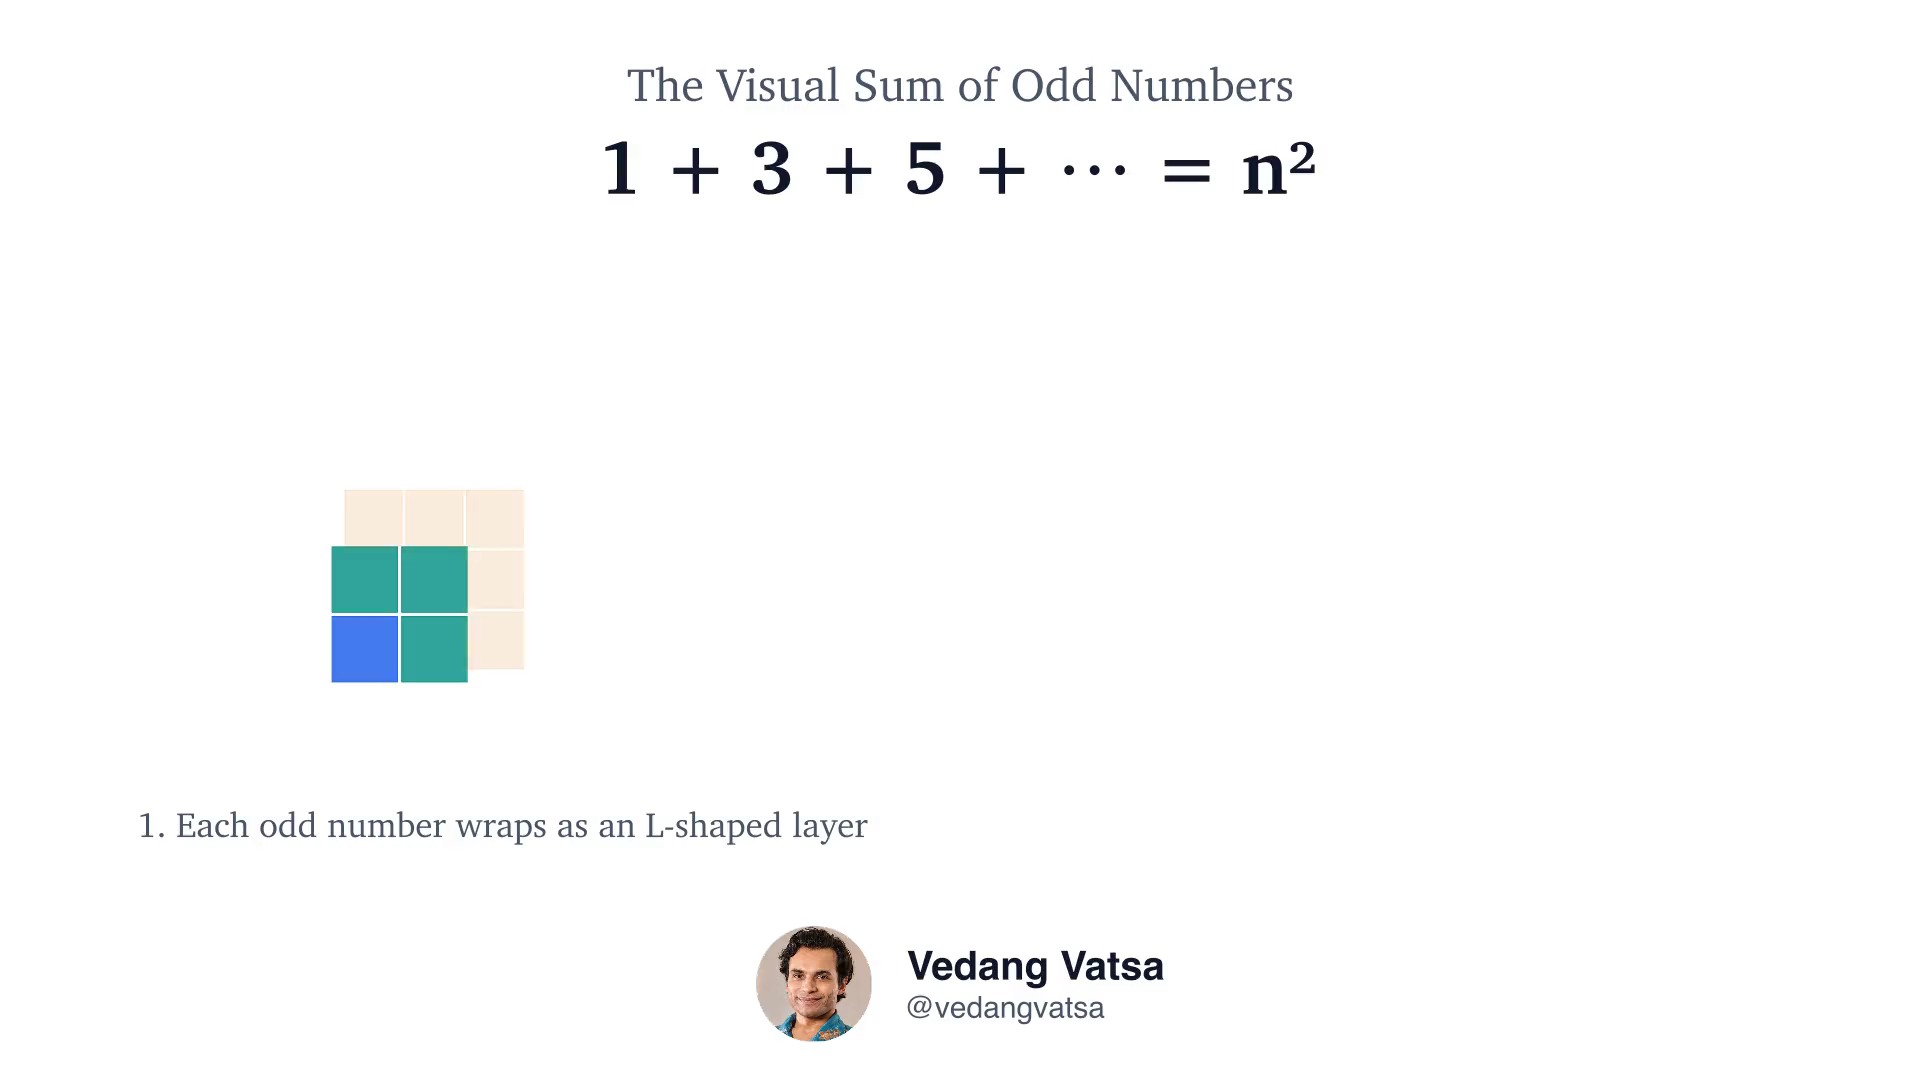 The Visual Sum of Odd Numbers
1 + 3 + 5 + ··· = n²
1. Each odd number wraps as an L-shaped layer
Vedang Vatsa
@vedangvatsa